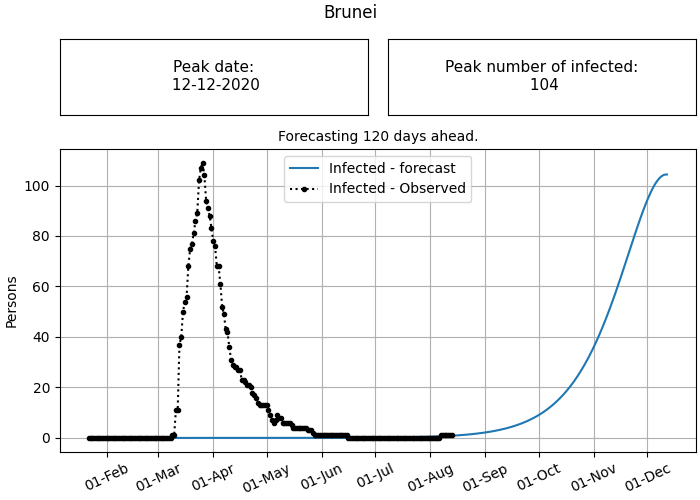 Brunei
Peak date:
12-12-2020
Peak number of infected:
104
Forecasting 120 days ahead.
Infected - forecast
Infected - Observed
Persons
100
80
60
40
20
0
01-Feb
01-Mar
01-Apr
01-May
01-Jun
01-Jul
01-Aug
01-Sep
01-Oct
01-Nov
01-Dec